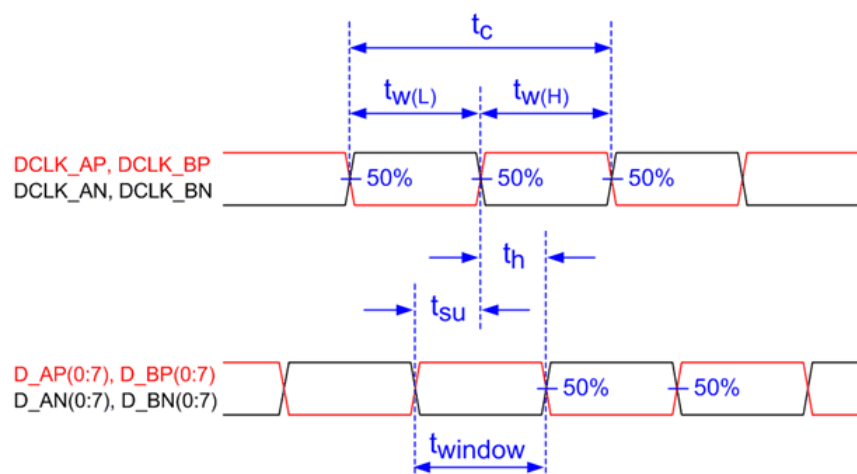 tc
tw(L) tw(H)
DCLK_AP, DCLK_BP
DCLK_AN, DCLK_BN
50% 50% 50%
th
tsu
D_AP(0:7), D_BP(0:7)
D_AN(0:7), D_BN(0:7)
50% 50%
twindow